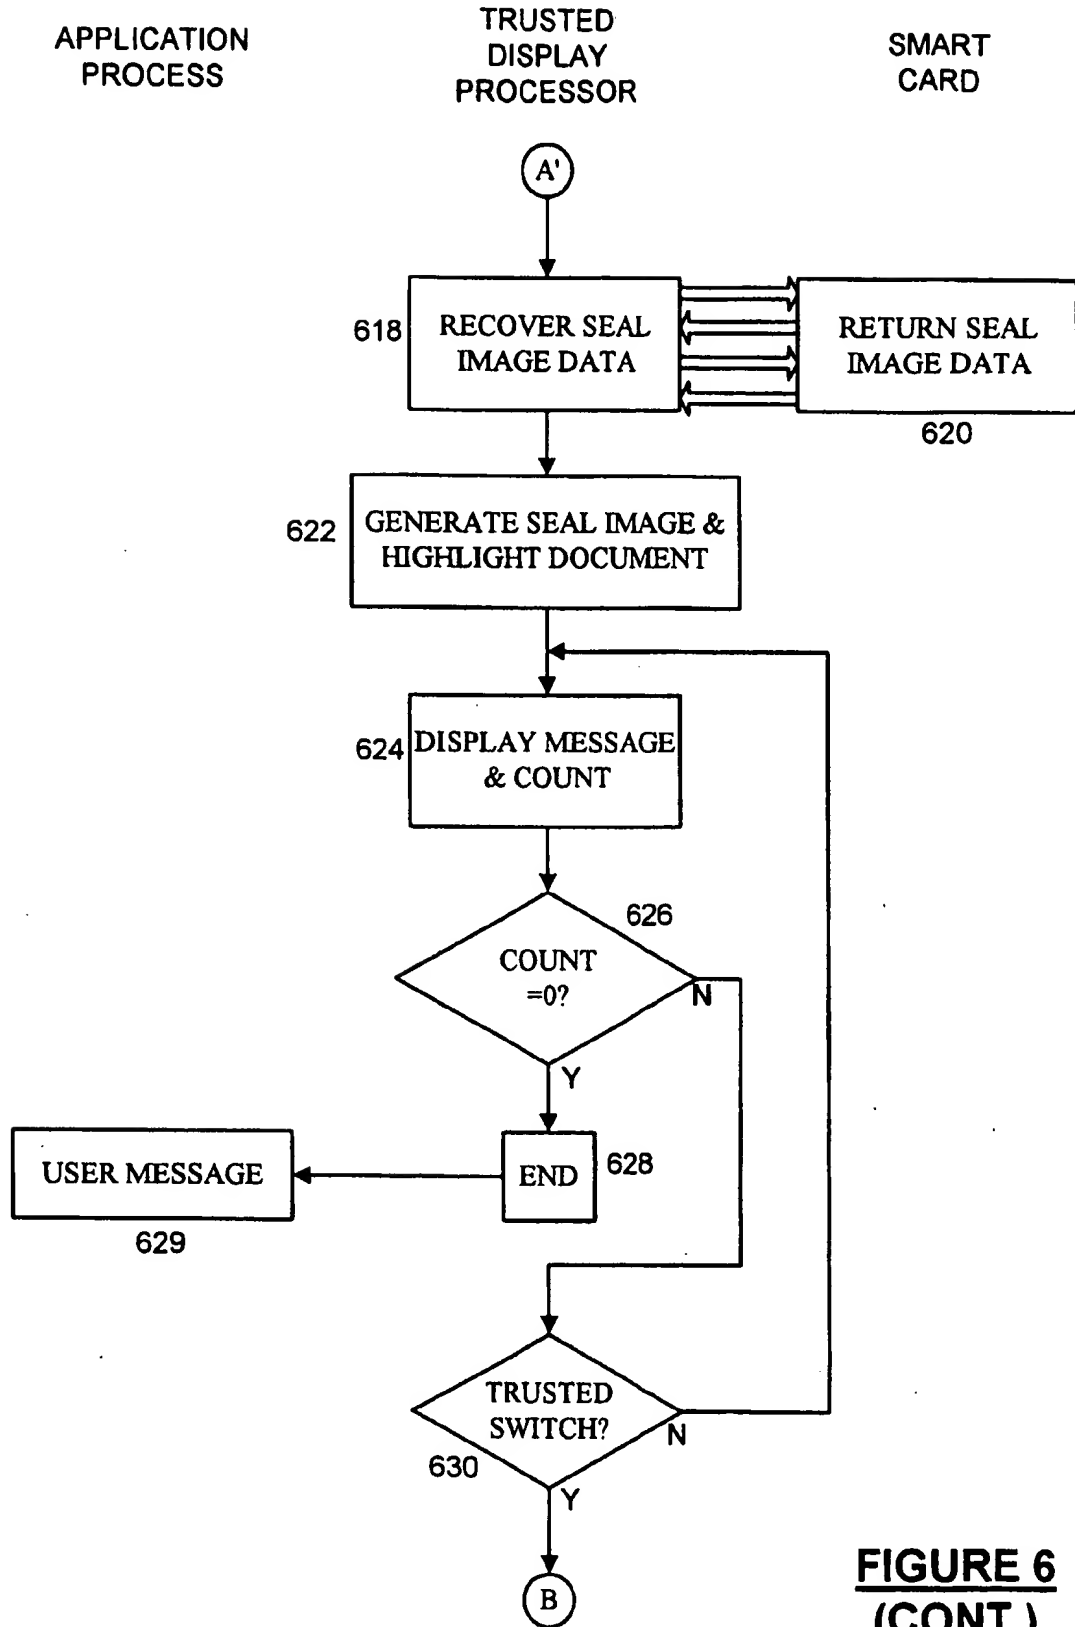 APPLICATION
PROCESS
TRUSTED
DISPLAY
PROCESSOR
SMART
CARD
A'
618
RECOVER SEAL
IMAGE DATA
RETURN SEAL
IMAGE DATA
620
622
GENERATE SEAL IMAGE &
HIGHLIGHT DOCUMENT
624
DISPLAY MESSAGE
& COUNT
626
COUNT
=0?
N
Y
USER MESSAGE
END
628
629
TRUSTED
SWITCH?
N
630
Y
B
FIGURE 6
(CONT.)